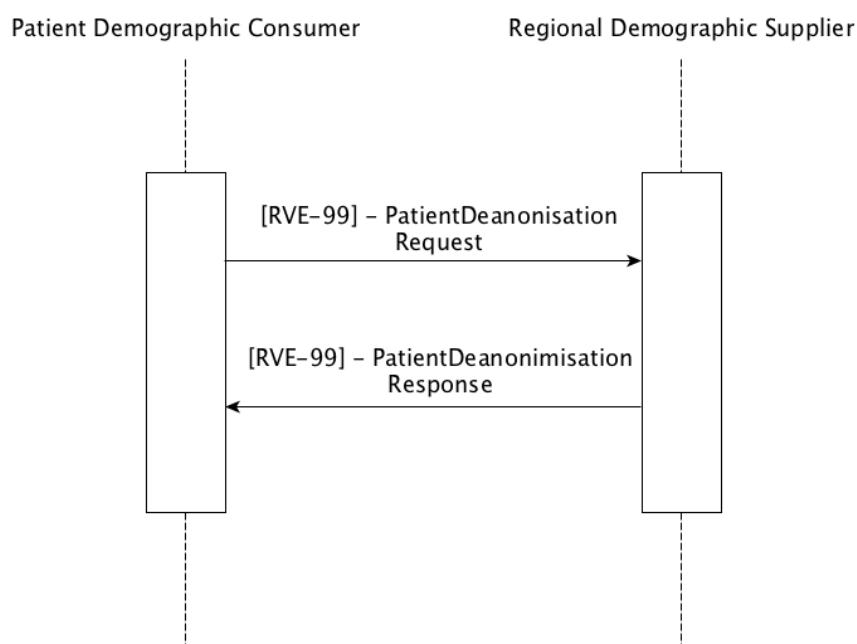 Patient Demographic Consumer
Regional Demographic Supplier
[RVE-99] - PatientDeanonisation
Request
[RVE-99] - PatientDeanonimisation
Response